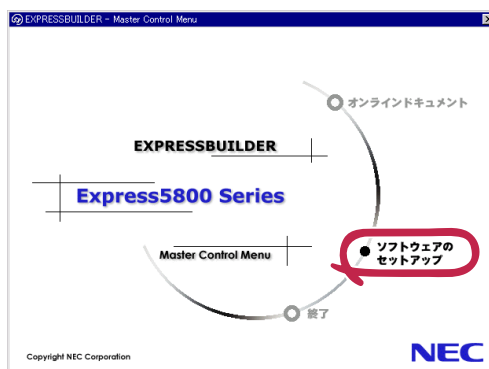 EXPRESSBUILDER - Master Control Menu
オンラインドキュメント
EXPRESSBUILDER
Express5800 Series
ソフトウェアの
セットアップ
Master Control Menu
終了
Copyright NEC Corporation
NEC